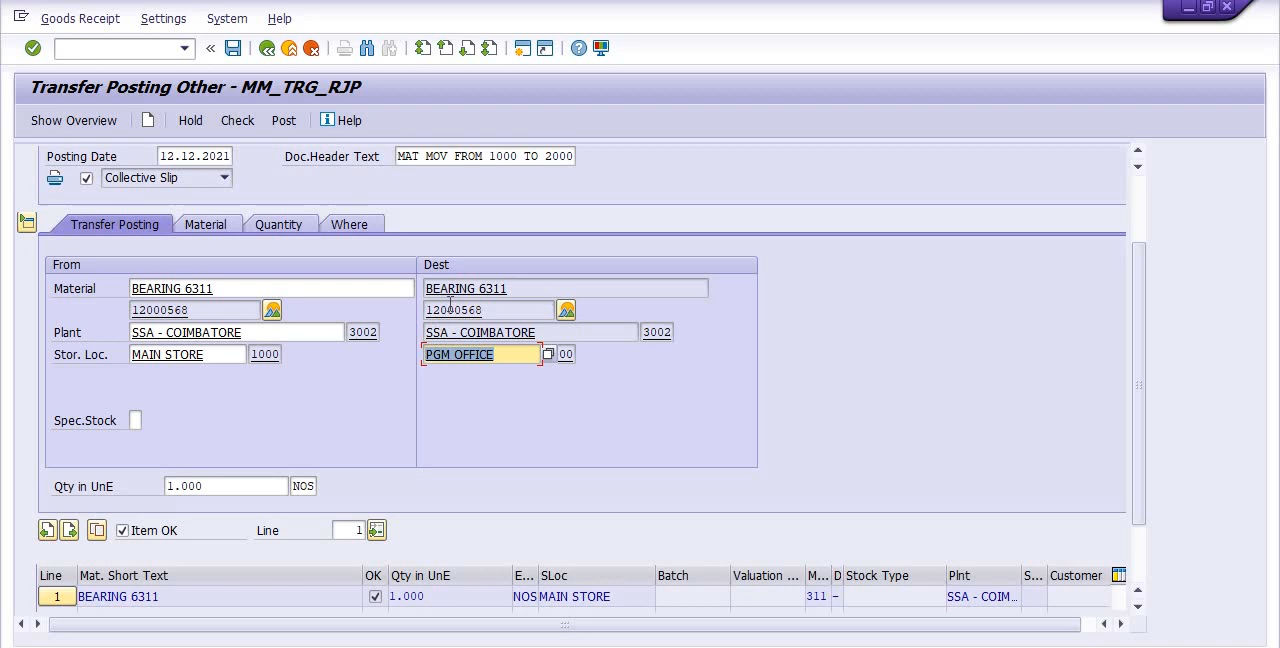 Goods Receipt Settings System Help
Transfer Posting Other - MM_TRG_RJP
Show Overview Hold Check Post Help
Posting Date 12.12.2021 Doc.Header Text MAT MOV FROM 1000 TO 2000
Collective Slip
Transfer Posting Material Quantity Where
From Dest
Material BEARING 6311 BEARING 6311
12000568 12000568
Plant SSA - COIMBATORE 3002 SSA - COIMBATORE 3002
Stor. Loc. MAIN STORE 1000 PGM OFFICE 00
Spec.Stock
Qty in UnE 1.000 NOS
Item OK Line 1
Line Mat. Short Text OK Qty in UnE E... SLoc Batch Valuation ... M... D Stock Type Plnt S... Customer
1 BEARING 6311 1.000 NOS MAIN STORE 311 - SSA - COIM...